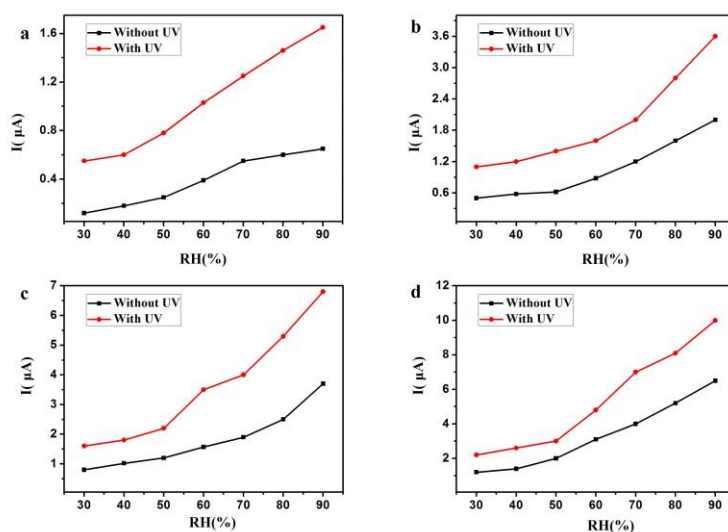 a
Without UV
With UV
I( μA)
1.6
1.2
0.8
0.4
30 40 50 60 70 80 90
RH(%)
b
Without UV
With UV
I( μA)
3.6
3.0
2.4
1.8
1.2
0.6
30 40 50 60 70 80 90
RH(%)
c
Without UV
With UV
I( μA)
7
6
5
4
3
2
1
30 40 50 60 70 80 90
RH(%)
d
Without UV
With UV
I( μA)
12
10
8
6
4
2
30 40 50 60 70 80 90
RH(%)